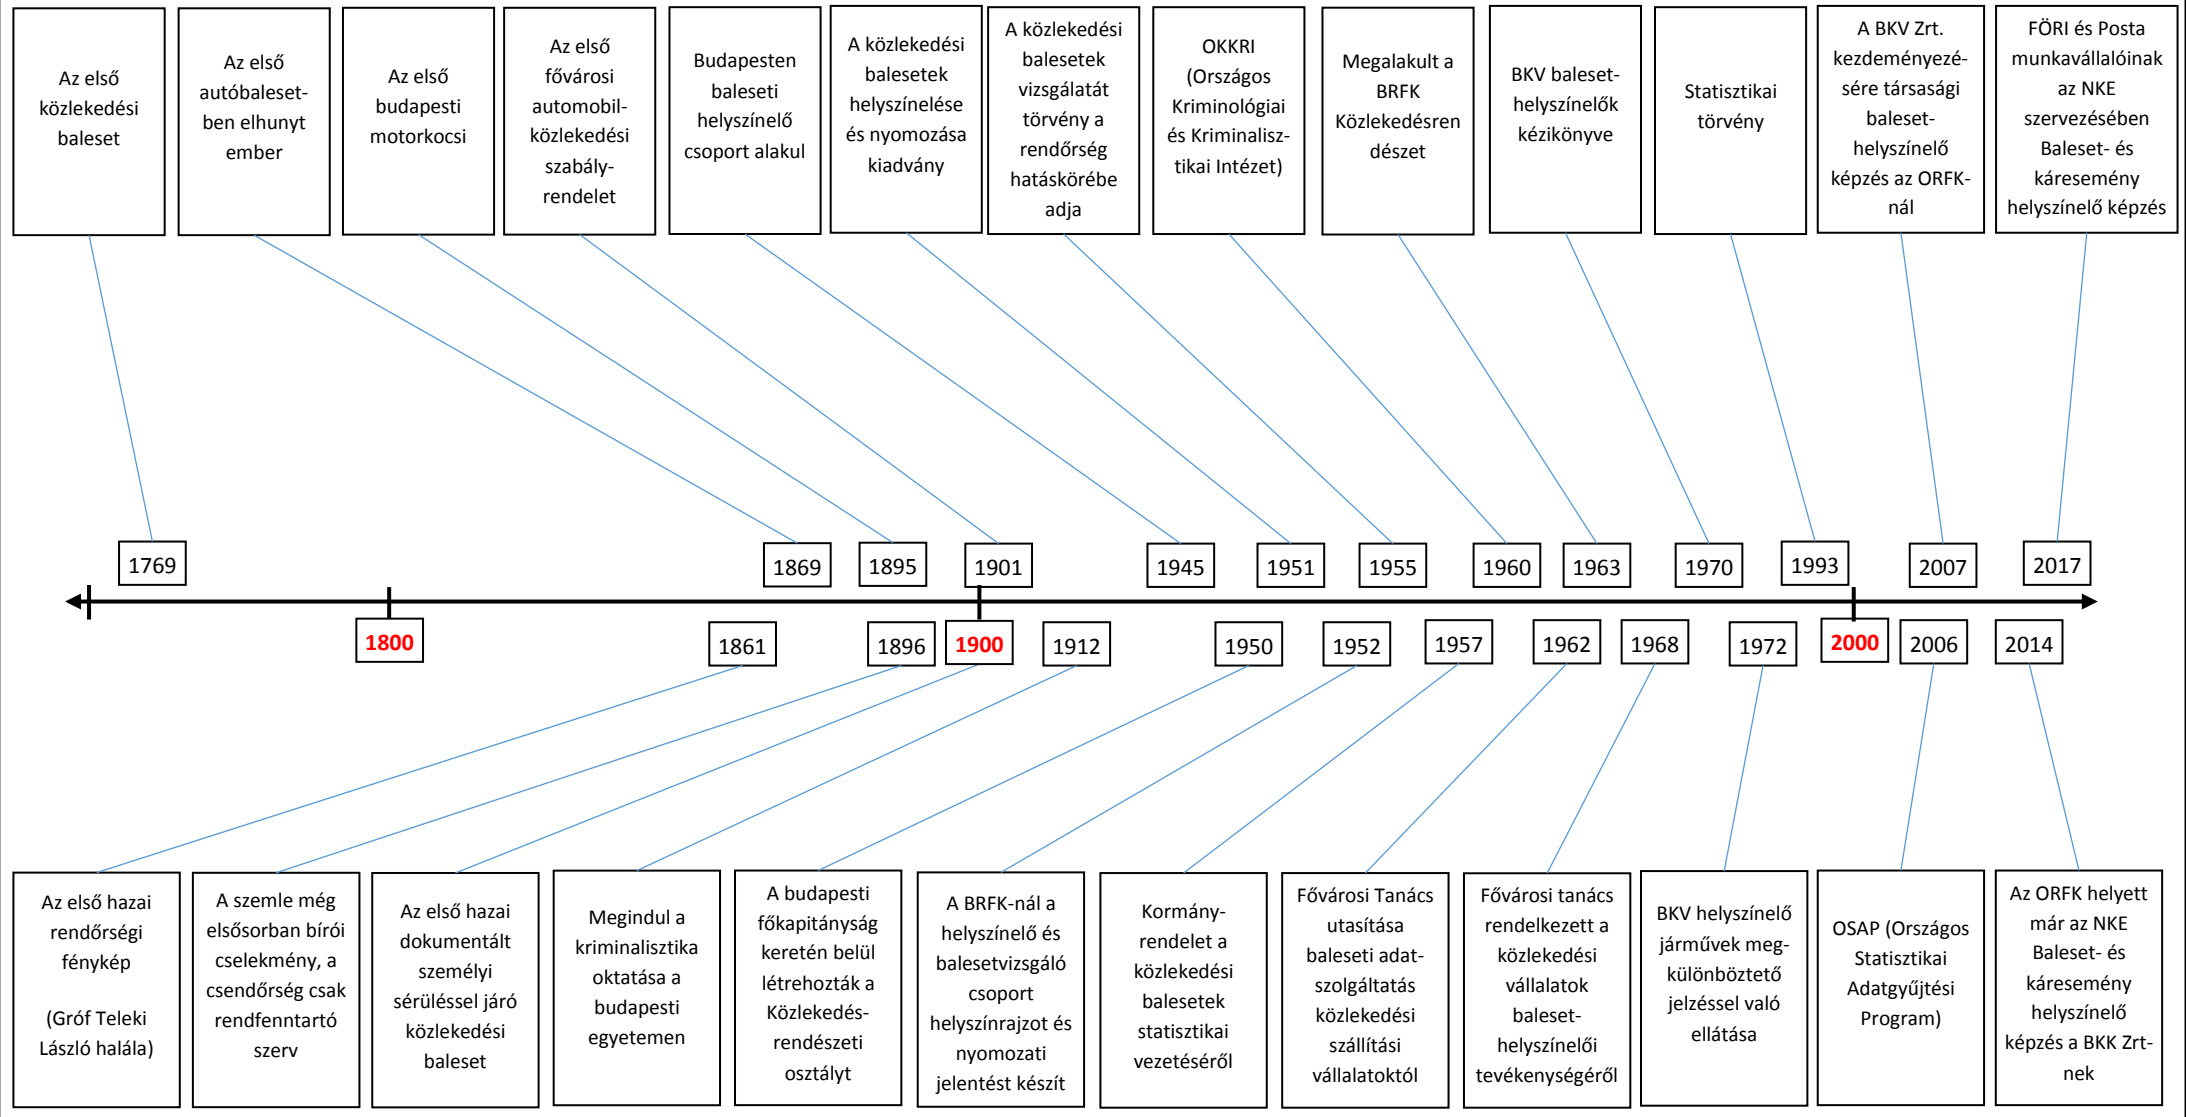 Az első
közlekedési
baleset
Az első
autóbaleset-
ben elhunyt
ember
Az első
budapesti
motorkocsi
Az első
fővárosi
automobil-
közlekedési
szabály-
rendelet
Budapesten
baleseti
helyszínelő
csoport alakul
A közlekedési
balesetek
helyszínelése
és nyomozása
kiadvány
A közlekedési
balesetek
vizsgálatát
törvény a
rendőrség
hatáskörébe
adja
OKKRI
(Országos
Kriminológiai
és Kriminalisz-
tikai Intézet)
Megalakult a
BRFK
Közlekedésren
dészet
BKV baleset-
helyszínelők
kézikönyve
Statisztikai
törvény
A BKV Zrt.
kezdeményezé-
sére társasági
baleset-
helyszínelő
képzés az ORFK-
nál
FÖRI és Posta
munkavállalóinak
az NKE
szervezésében
Baleset- és
káresemény
helyszínelő képzés
1769
1869
1895
1901
1945
1951
1955
1960
1963
1970
1993
2007
2017
1800
1861
1896
1900
1912
1950
1952
1957
1962
1968
1972
2000
2006
2014
Az első hazai
rendőrségi
fénykép
(Gróf Teleki
László halála)
A szemle még
elsősorban bírói
cselekmény, a
csendőrség csak
rendfenntartó
szerv
Az első hazai
dokumentált
személyi
sérüléssel járó
közlekedési
baleset
Megindul a
kriminalisztika
oktatása a
budapesti
egyetemen
A budapesti
főkapitányság
keretén belül
létrehozták a
Közlekedés-
rendészeti
osztályt
A BRFK-nál a
helyszínelő és
balesetvizsgáló
csoport
helyszínrajzot és
nyomozati
jelentést készít
Kormány-
rendelet a
közlekedési
balesetek
statisztikai
vezetéséről
Fővárosi Tanács
utasítása
baleseti adat-
szolgáltatás
közlekedési
szállítási
vállalatoktól
Fővárosi tanács
rendelkezett a
közlekedési
vállalatok
baleset-
helyszínelői
tevékenységéről
BKV helyszínelő
járművek meg-
különböztető
jelzéssel való
ellátása
OSAP (Országos
Statisztikai
Adatgyűjtési
Program)
Az ORFK helyett
már az NKE
Baleset- és
káresemény
helyszínelő
képzés a BKK Zrt-
nek